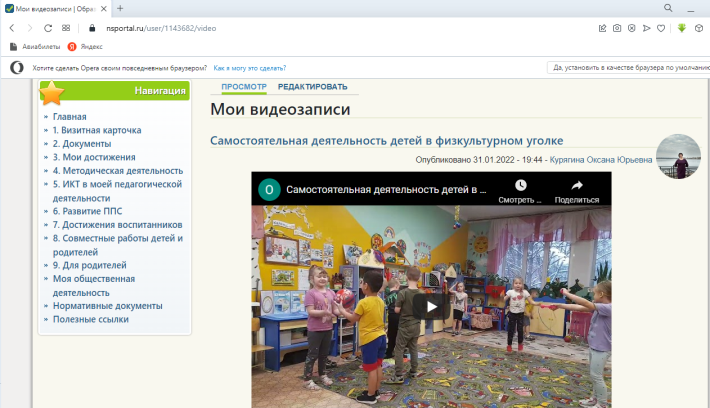 Мои видеозаписи | Образ
nsportal.ru/user/1143682/video
Авиабилеты Яндекс
Хотите сделать Opera своим повседневным браузером? Как я могу это сделать? Да, установить в качестве браузера по умолчанию
Навигация
» Главная
» 1. Визитная карточка
» 2. Документы
» 3. Мои достижения
» 4. Методическая деятельность
» 5. ИКТ в моей педагогической
деятельности
» 6. Развитие ППС
» 7. Достижения воспитанников
» 8. Совместные работы детей и
родителей
» 9. Для родителей
» Моя общественная
деятельность
» Нормативные документы
» Полезные ссылки
ПРОСМОТР РЕДАКТИРОВАТЬ
Мои видеозаписи
Самостоятельная деятельность детей в физкультурном уголке
Опубликовано 31.01.2022 - 19:44 - Курягина Оксана Юрьевна
О Самостоятельная деятельность детей в ...
Смотреть ... Поделиться